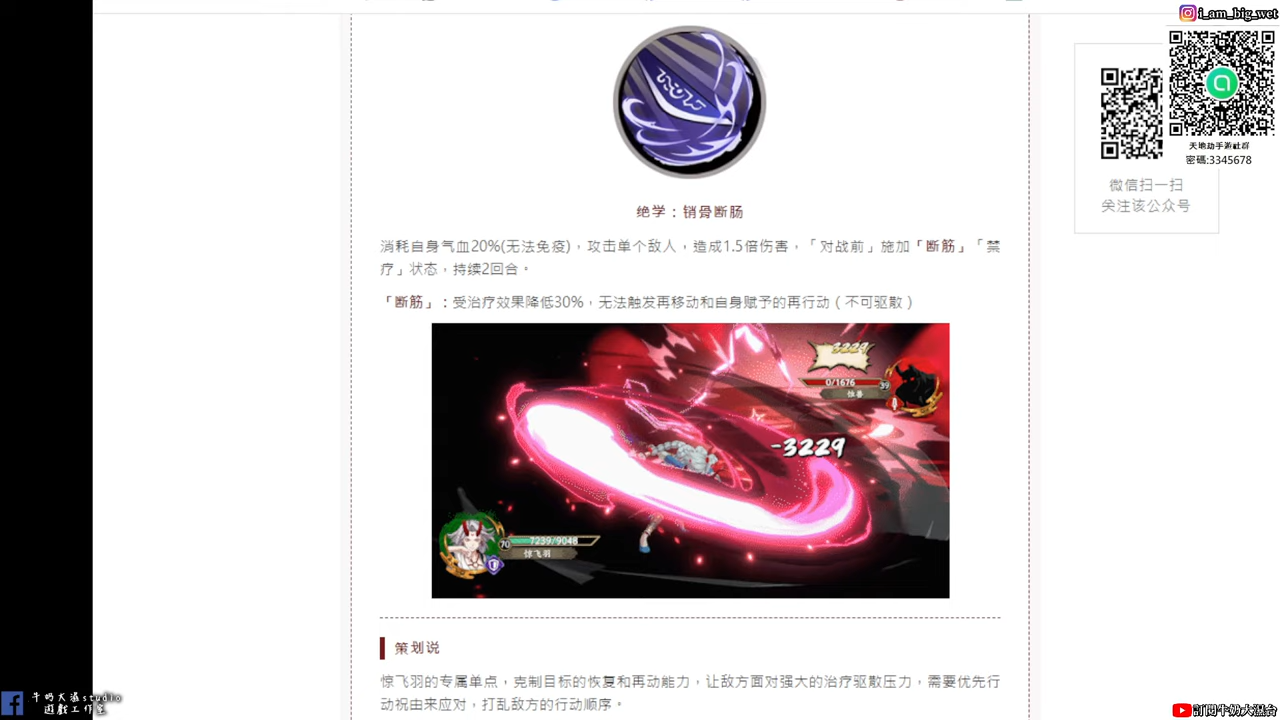 i_am_big_wet
天地劫手游社群
密碼:3345678
微信扫一扫
关注该公众号
绝学：销骨断肠
消耗自身气血20%(无法免疫)，攻击单个敌人，造成1.5倍伤害，「对战前」施加「断筋」「禁
疗」状态，持续2回合。
「断筋」：受治疗效果降低30%，无法触发再移动和自身赋予的再行动（不可驱散）
3229
0/1676
39
-3229
70
7239/9048
惊飞羽
策划说
惊飞羽的专属单点，克制目标的恢复和再动能力，让敌方面对强大的治疗驱散压力，需要优先行
动祝由来应对，打乱敌方的行动顺序。
牛奶大濕studio
遊戲工作室
訂閱牛奶大濕台